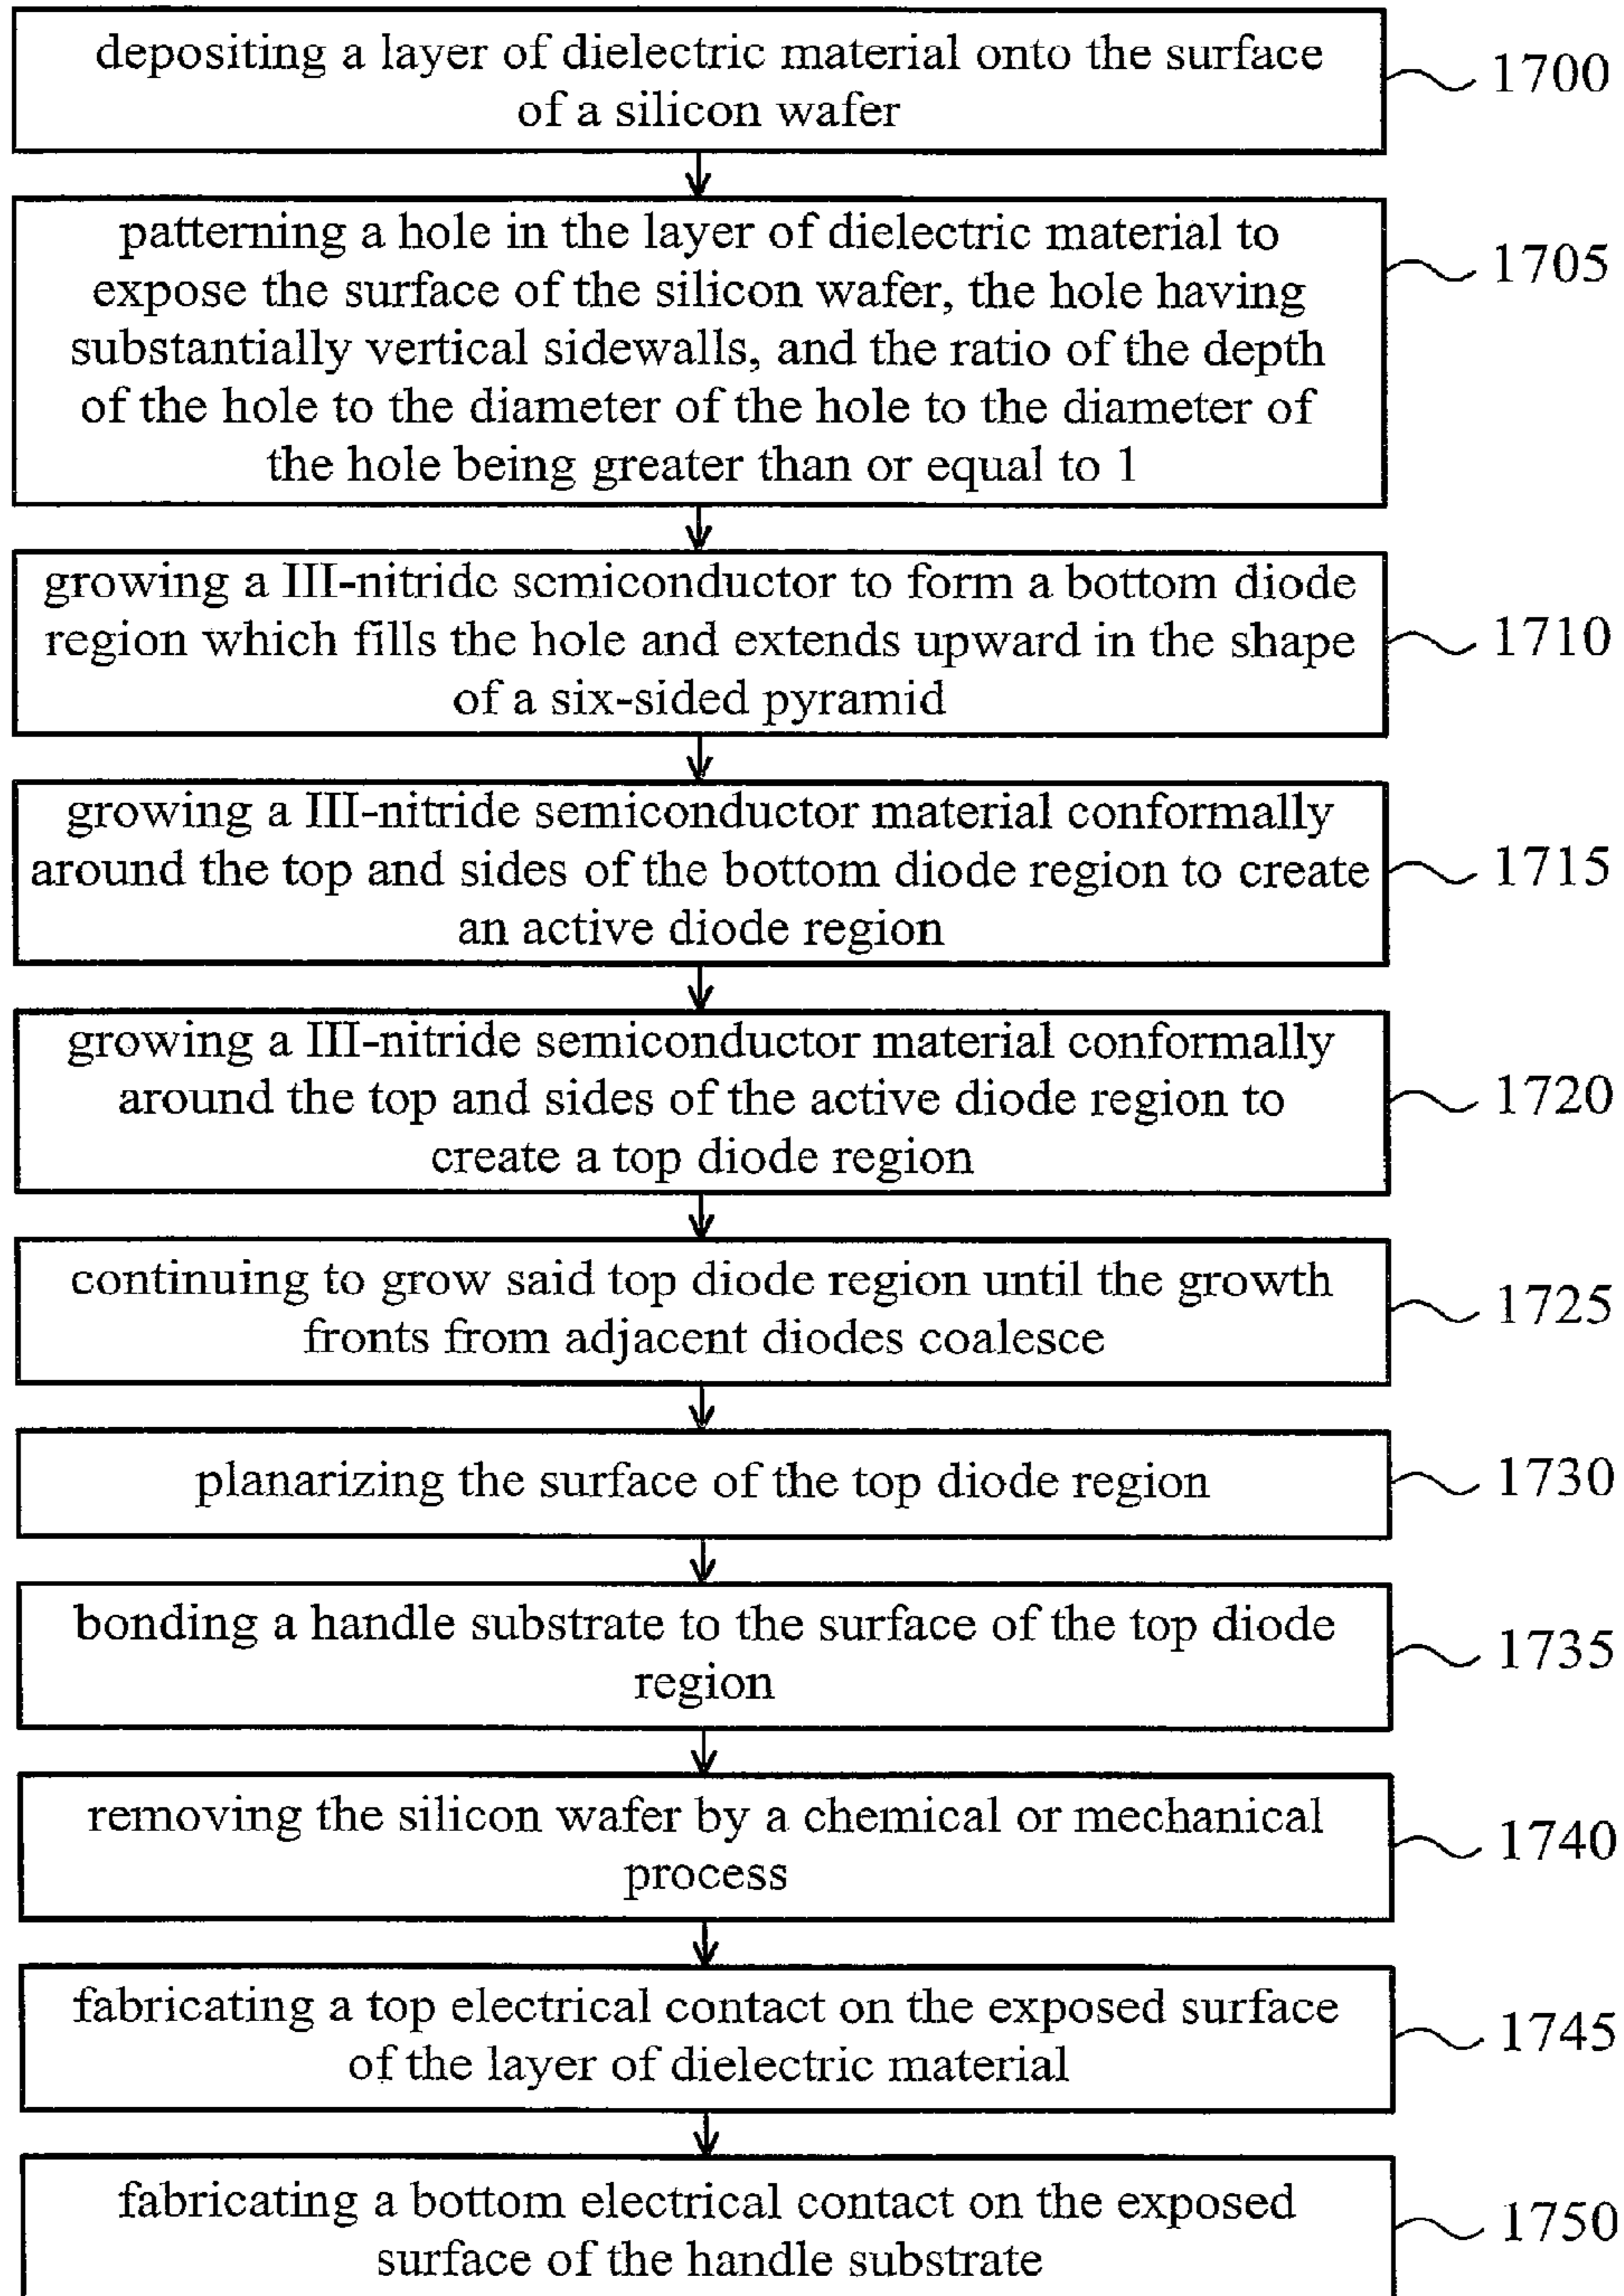 depositing a layer of dielectric material onto the surface
of a silicon wafer
1700
patterning a hole in the layer of dielectric material to
expose the surface of the silicon wafer, the hole having
substantially vertical sidewalls, and the ratio of the depth
of the hole to the diameter of the hole to the diameter of
the hole being greater than or equal to 1
1705
growing a III-nitride semiconductor to form a bottom diode
region which fills the hole and extends upward in the shape
of a six-sided pyramid
1710
growing a III-nitride semiconductor material conformally
around the top and sides of the bottom diode region to create
an active diode region
1715
growing a III-nitride semiconductor material conformally
around the top and sides of the active diode region to
create a top diode region
1720
continuing to grow said top diode region until the growth
fronts from adjacent diodes coalesce
1725
planarizing the surface of the top diode region
1730
bonding a handle substrate to the surface of the top diode
region
1735
removing the silicon wafer by a chemical or mechanical
process
1740
fabricating a top electrical contact on the exposed surface
of the layer of dielectric material
1745
fabricating a bottom electrical contact on the exposed
surface of the handle substrate
1750